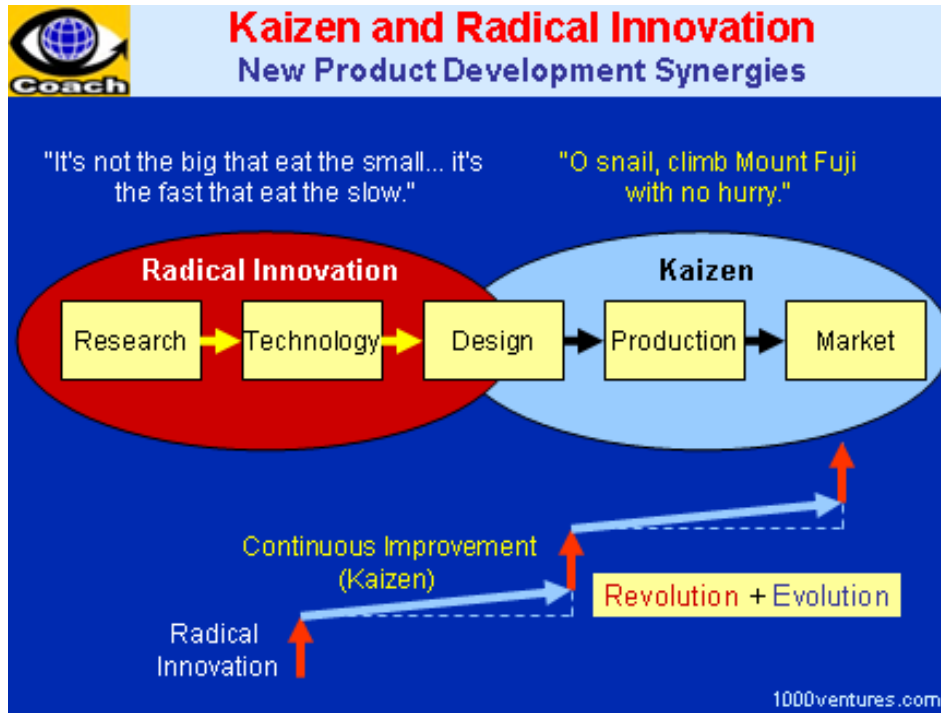 Coach
Kaizen and Radical Innovation
New Product Development Synergies
"It's not the big that eat the small... it's
the fast that eat the slow."
"O snail, climb Mount Fuji
with no hurry."
Radical Innovation
Kaizen
Research
Technology
Design
Production
Market
Continuous Improvement
(Kaizen)
Revolution + Evolution
Radical
Innovation
1000ventures.com